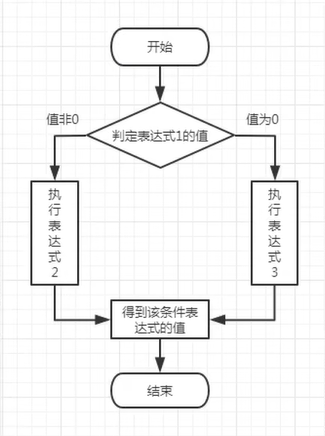 开始
值非0
值为0
判定表达式1的值
执
行
表
达
式
2
执
行
表
达
式
3
得到该条件表
达式的值
结束